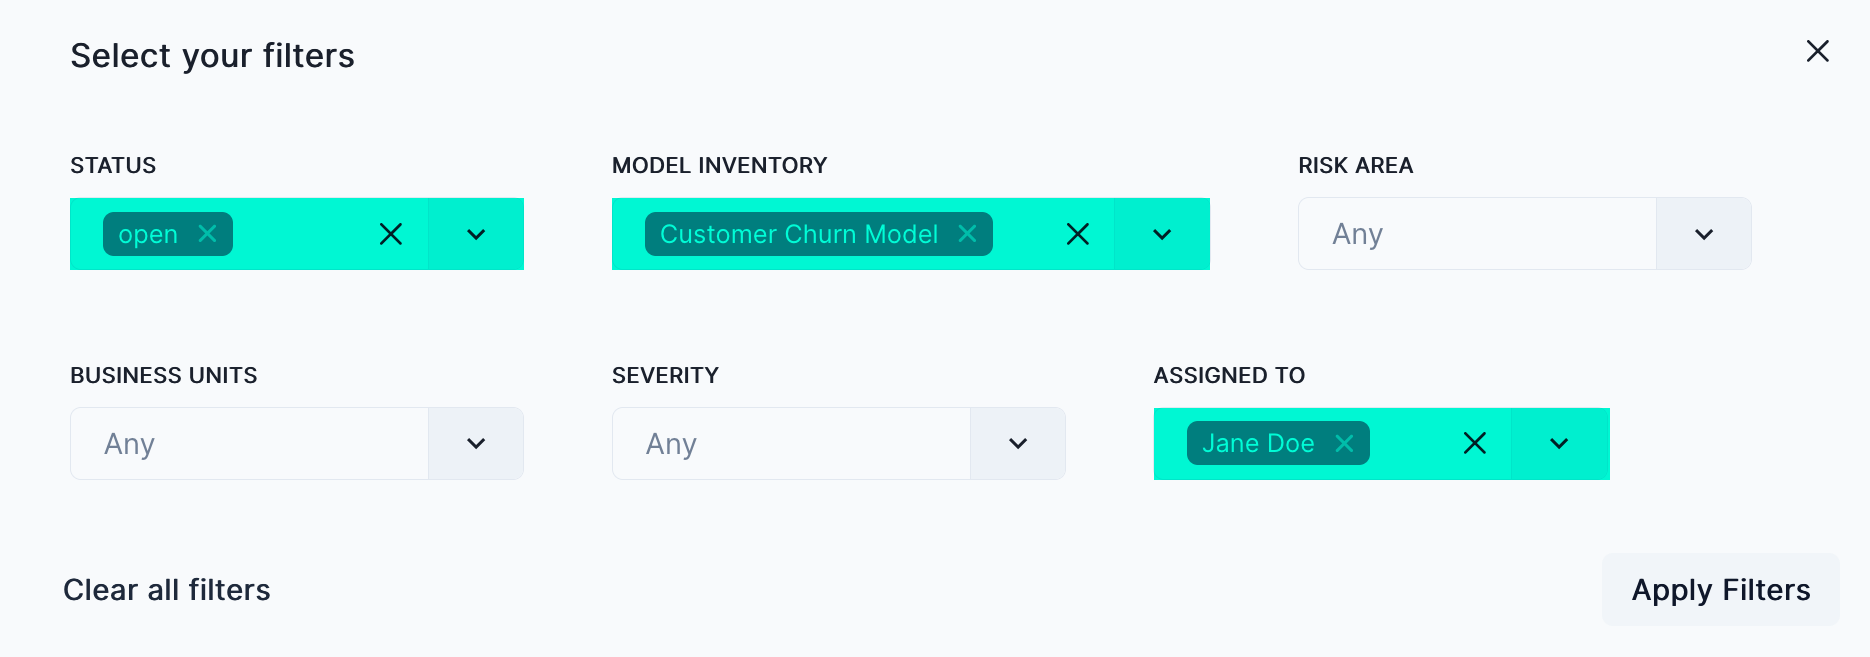 Select your filters
STATUS MODEL INVENTORY RISK AREA
open Customer Churn Model Any
BUSINESS UNITS SEVERITY ASSIGNED TO
Any Any Jane Doe
Clear all filters Apply Filters